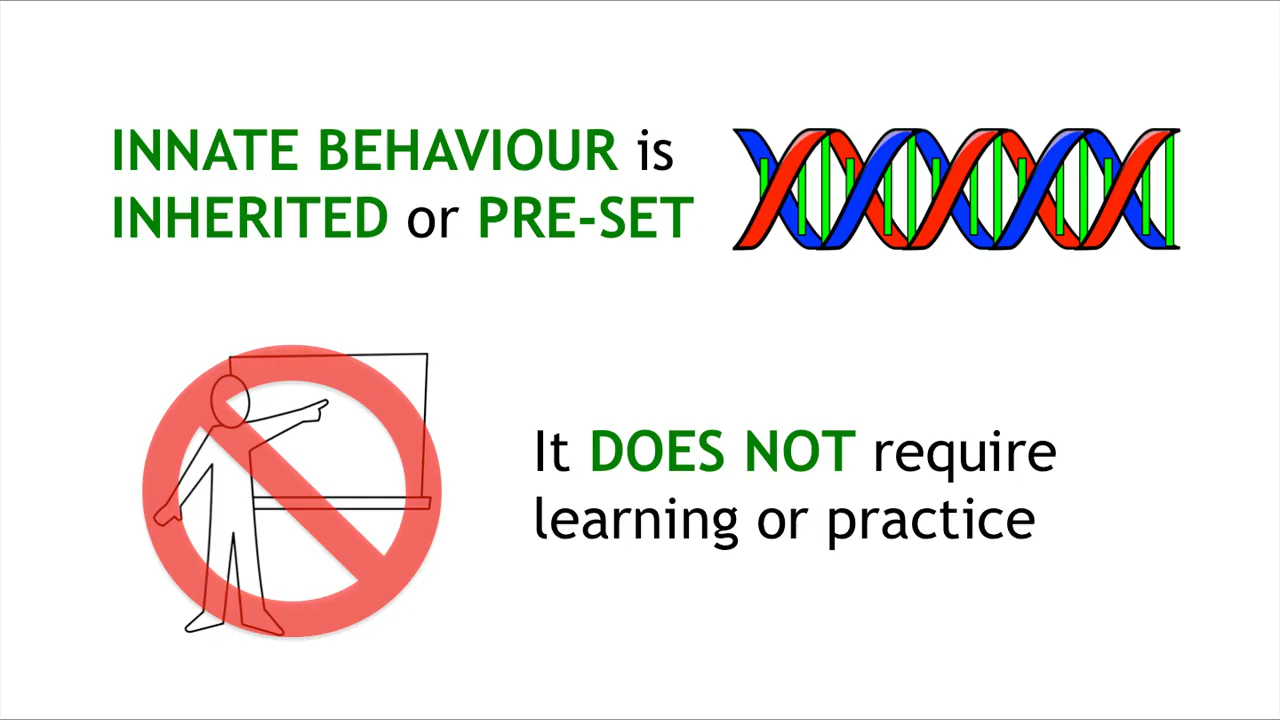 INNATE BEHAVIOUR is
INHERITED or PRE-SET
It DOES NOT require
learning or practice